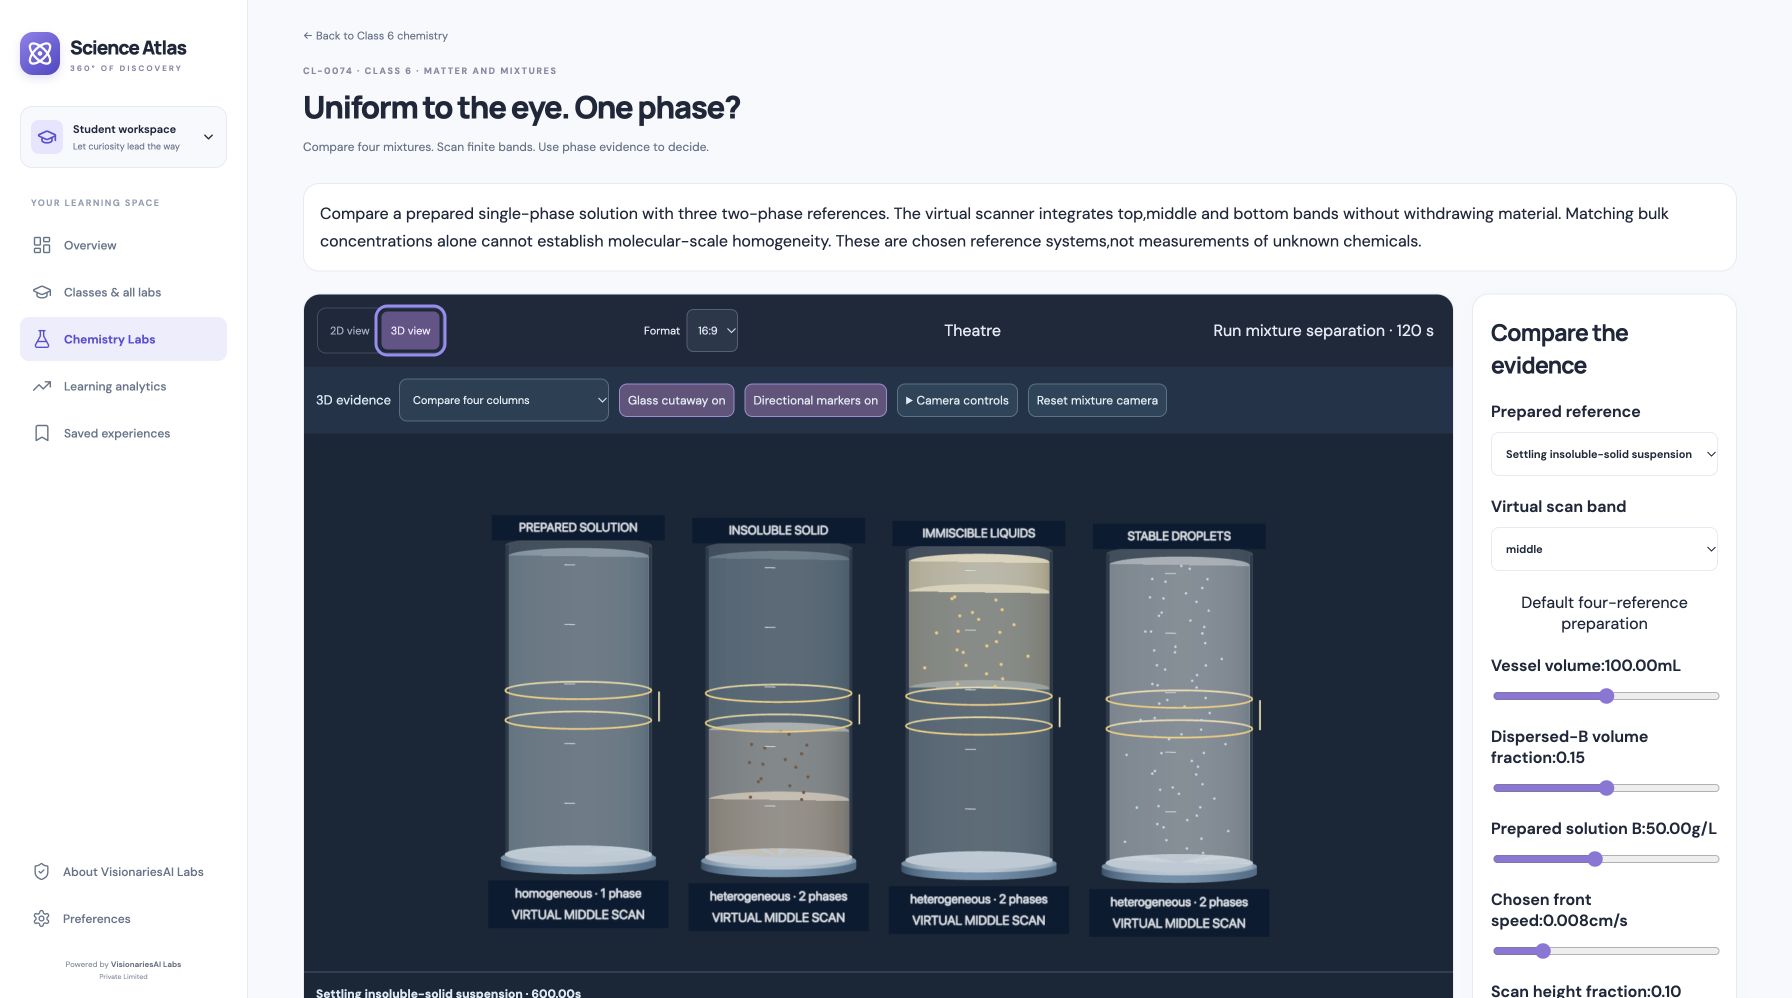 Science Atlas
360° OF DISCOVERY
Student workspace
Let curiosity lead the way
YOUR LEARNING SPACE
Overview
Classes & all labs
Chemistry Labs
Learning analytics
Saved experiences
About VisionariesAI Labs
Preferences
Powered by VisionariesAI Labs
Private Limited
← Back to Class 6 chemistry
CL-0074 · CLASS 6 · MATTER AND MIXTURES
Uniform to the eye. One phase?
Compare four mixtures. Scan finite bands. Use phase evidence to decide.
Compare a prepared single-phase solution with three two-phase references. The virtual scanner integrates top,middle and bottom bands without withdrawing material. Matching bulk
concentrations alone cannot establish molecular-scale homogeneity. These are chosen reference systems,not measurements of unknown chemicals.
2D view 3D view Format 16:9 Theatre Run mixture separation · 120 s
3D evidence Compare four columns Glass cutaway on Directional markers on ▶ Camera controls Reset mixture camera
PREPARED SOLUTION INSOLUBLE SOLID IMMISCIBLE LIQUIDS STABLE DROPLETS
homogeneous · 1 phase heterogeneous · 2 phases heterogeneous · 2 phases heterogeneous · 2 phases
VIRTUAL MIDDLE SCAN VIRTUAL MIDDLE SCAN VIRTUAL MIDDLE SCAN VIRTUAL MIDDLE SCAN
Settling insoluble-solid suspension · 600.00s
Compare the
evidence
Prepared reference
Settling insoluble-solid suspension
Virtual scan band
middle
Default four-reference
preparation
Vessel volume:100.00mL
Dispersed-B volume
fraction:0.15
Prepared solution B:50.00g/L
Chosen front
speed:0.008cm/s
Scan height fraction:0.10